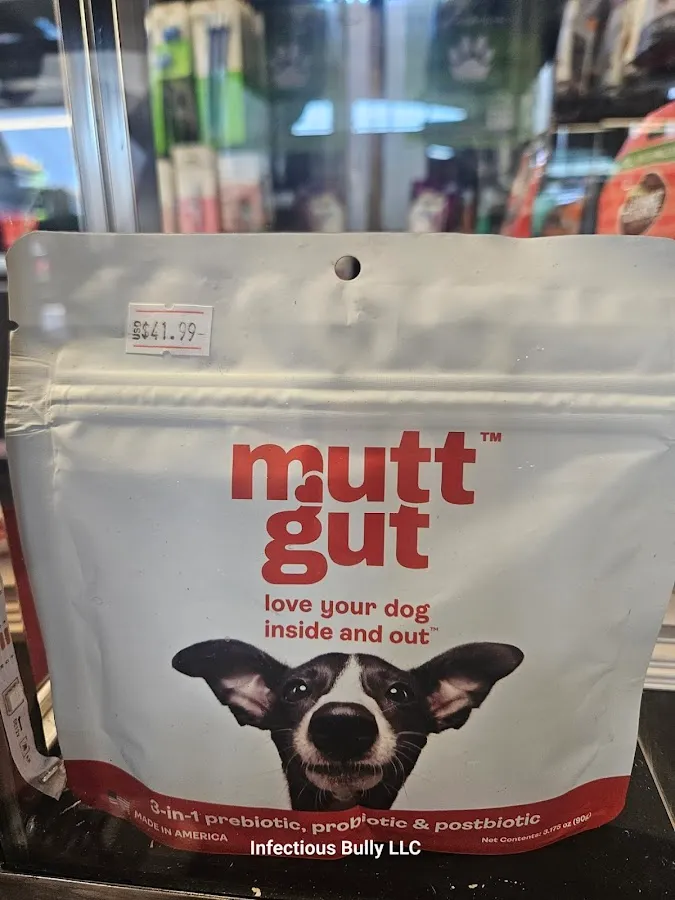 USD $41.99-
mutt™
gut
love your dog
inside and out™
3-in-1 prebiotic, probiotic & postbiotic
MADE IN AMERICA
Net Contents: 3.175 oz (90g)
Infectious Bully LLC